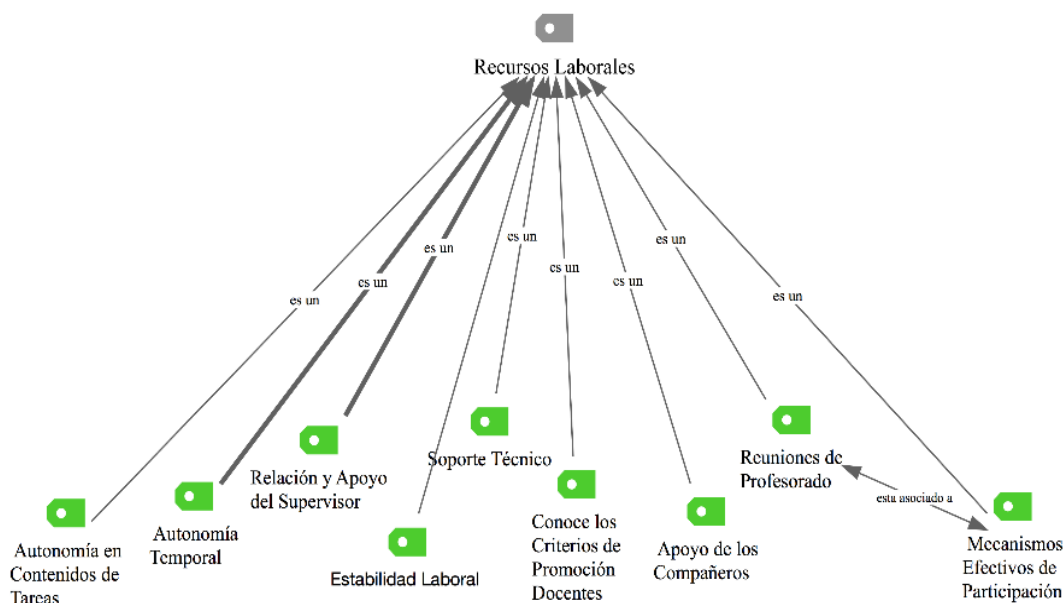 Recursos Laborales
es un
es un
es un
es un
es un
es un
es un
es un
Soporte Técnico
Relación y Apoyo
del Supervisor
Reuniones de
Profesorado
esta asociado a
Autonomía en
Contenidos de
Tareas
Autonomía
Temporal
Estabilidad Laboral
Conoce los
Criterios de
Promoción
Docentes
Apoyo de los
Compañeros
Mecanismos
Efectivos de
Participación